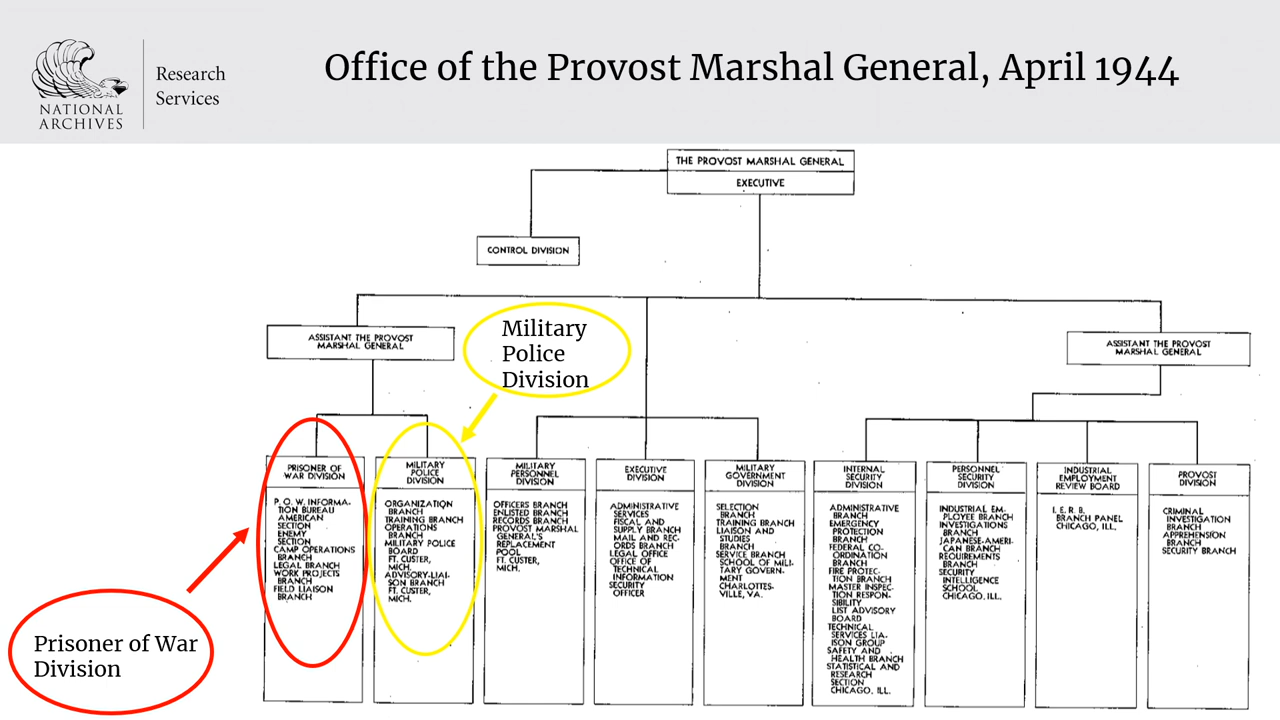 NATIONAL
ARCHIVES
Research
Services
Office of the Provost Marshal General, April 1944
THE PROVOST MARSHAL GENERAL
EXECUTIVE
CONTROL DIVISION
ASSISTANT THE PROVOST
MARSHAL GENERAL
Military
Police
Division
ASSISTANT THE PROVOST
MARSHAL GENERAL
PRISONER OF
WAR DIVISION
P. O. W. INFORMA-
TION BUREAU
AMERICAN
SECTION
ENEMY
SECTION
CAMP OPERATIONS
BRANCH
LEGAL BRANCH
WORK PROJECTS
BRANCH
FIELD LIAISON
BRANCH
MILITARY
POLICE
DIVISION
ORGANIZATION
BRANCH
TRAINING BRANCH
OPERATIONS
BRANCH
MILITARY POLICE
BOARD
FT. CUSTER,
MICH.
ADVISORY-LIAI-
SON BRANCH
FT. CUSTER,
MICH.
MILITARY
PERSONNEL
DIVISION
OFFICERS BRANCH
ENLISTED BRANCH
RECORDS BRANCH
PROVOST MARSHAL
GENERAL'S
REPLACEMENT
POOL
FT. CUSTER,
MICH.
EXECUTIVE
DIVISION
ADMINISTRATIVE
SERVICES
FISCAL AND
SUPPLY BRANCH
MAIL AND REC-
ORDS BRANCH
LEGAL OFFICE
OFFICE OF
TECHNICAL
INFORMATION
SECURITY
OFFICER
MILITARY
GOVERNMENT
DIVISION
SELECTION
BRANCH
TRAINING BRANCH
LIAISON AND
STUDIES
BRANCH
SERVICE BRANCH
SCHOOL OF MILI-
TARY GOVERN-
MENT
CHARLOTTES-
VILLE, VA.
INTERNAL
SECURITY
DIVISION
ADMINISTRATIVE
BRANCH
EMERGENCY
PROTECTION
BRANCH
FEDERAL CO-
ORDINATION
BRANCH
FIRE PROTEC-
TION BRANCH
MASTER INSPEC-
TION RESPON-
SIBILITY
LIST ADVISORY
BOARD
TECHNICAL
SERVICES LIA-
ISON GROUP
SAFETY AND
HEALTH BRANCH
STATISTICAL AND
RESEARCH
SECTION
CHICAGO, ILL.
PERSONNEL
SECURITY
DIVISION
INDUSTRIAL EM-
PLOYEE BRANCH
INVESTIGATIONS
BRANCH
JAPANESE-AMERI-
CAN BRANCH
REQUIREMENTS
BRANCH
SECURITY
INTELLIGENCE
SCHOOL
CHICAGO, ILL.
INDUSTRIAL
EMPLOYMENT
REVIEW BOARD
I. E. R. B.
BRANCH PANEL
CHICAGO, ILL.
PROVOST
DIVISION
CRIMINAL
INVESTIGATION
BRANCH
APPREHENSION
BRANCH
SECURITY BRANCH
Prisoner of War
Division